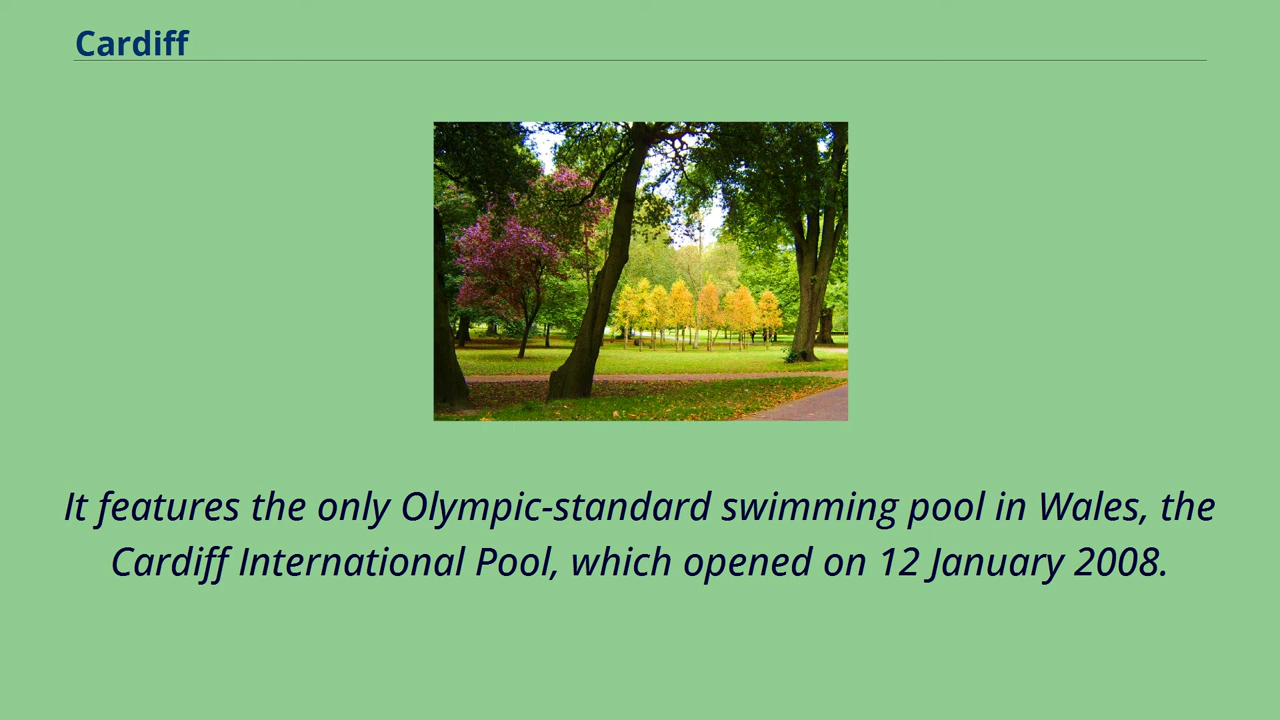 Cardiff
It features the only Olympic-standard swimming pool in Wales, the
Cardiff International Pool, which opened on 12 January 2008.